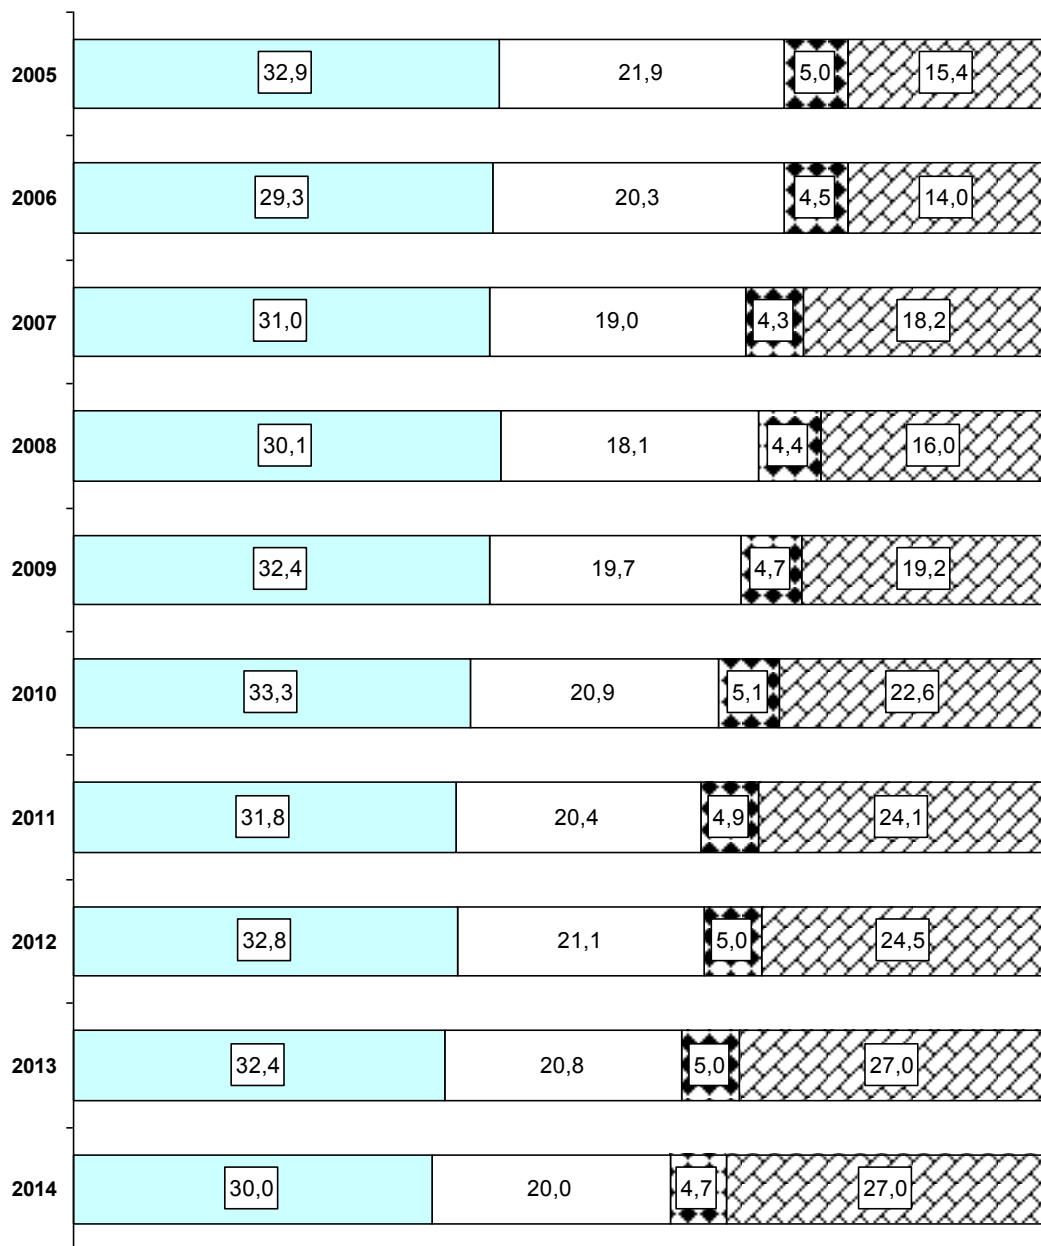 2005 32,9 21,9 5,0 15,4
2006 29,3 20,3 4,5 14,0
2007 31,0 19,0 4,3 18,2
2008 30,1 18,1 4,4 16,0
2009 32,4 19,7 4,7 19,2
2010 33,3 20,9 5,1 22,6
2011 31,8 20,4 4,9 24,1
2012 32,8 21,1 5,0 24,5
2013 32,4 20,8 5,0 27,0
2014 30,0 20,0 4,7 27,0